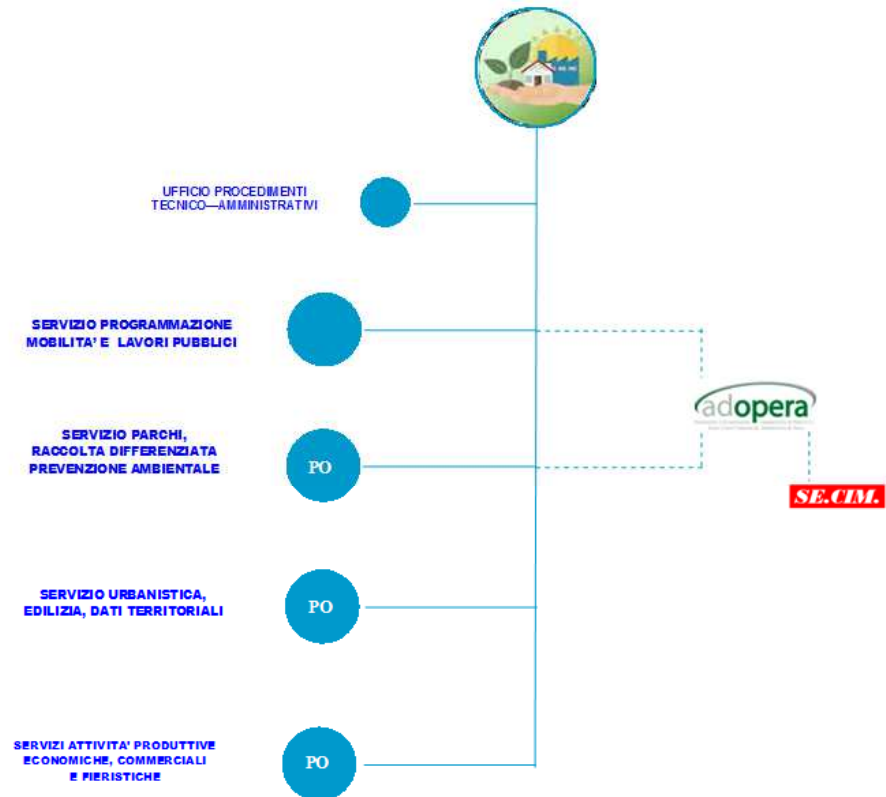 UFFICIO PROCEDIMENTI
TECNICO—AMMINISTRATIVI
SERVIZIO PROGRAMMAZIONE
MOBILITA' E LAVORI PUBBLICI
SERVIZIO PARCHI,
RACCOLTA DIFFERENZIATA
PREVENZIONE AMBIENTALE
PO
adopera
SE.CIM.
SERVIZIO URBANISTICA,
EDILIZIA, DATI TERRITORIALI
PO
SERVIZI ATTIVITA' PRODUTTIVE
ECONOMICHE, COMMERCIALI
E FIERISTICHE
PO